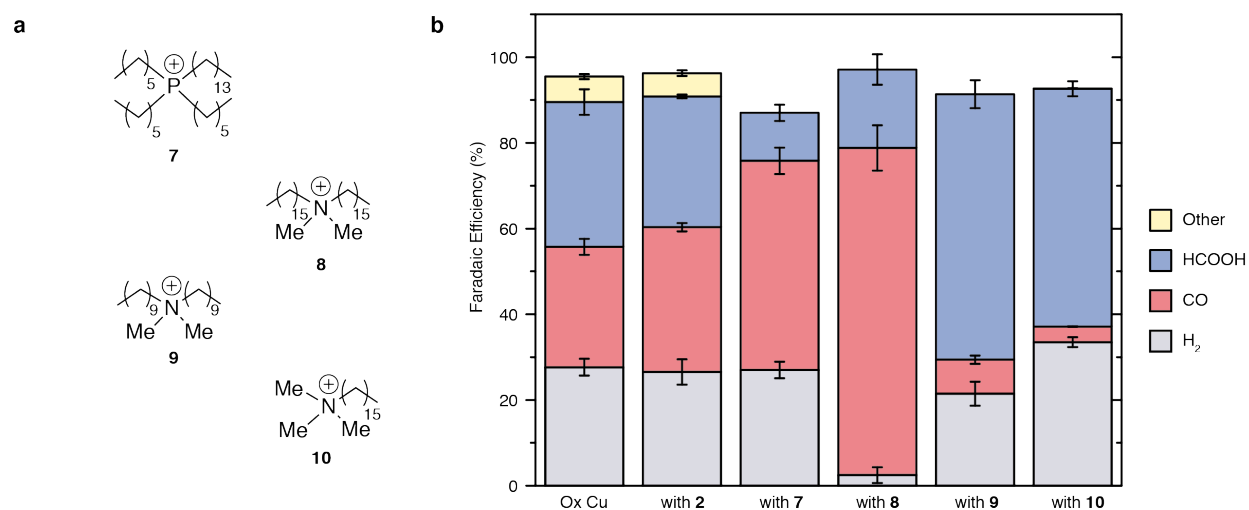 a
5
P
+
13
5
5
7
15
N
+
15
Me
Me
8
9
N
+
9
Me
Me
9
Me
+
N
15
Me
Me
10
b
Faradaic Efficiency (%)
100
80
60
40
20
0
Ox Cu
with 2
with 7
with 8
with 9
with 10
Other
HCOOH
CO
H₂